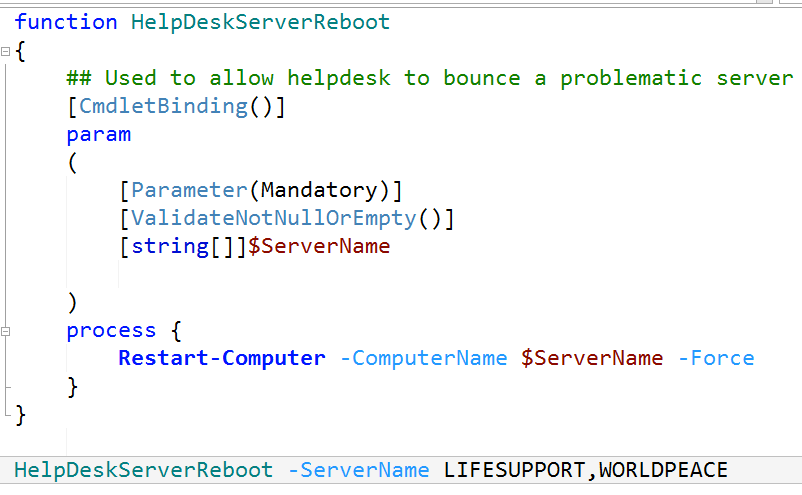 function HelpDeskServerReboot
{
    ## Used to allow helpdesk to bounce a problematic server
    [CmdletBinding()]
    param
    (
        [Parameter(Mandatory)]
        [ValidateNotNullOrEmpty()]
        [string[]]$ServerName
    )
    process {
        Restart-Computer -ComputerName $ServerName -Force
    }
}
HelpDeskServerReboot -ServerName LIFESUPPORT,WORLDPEACE